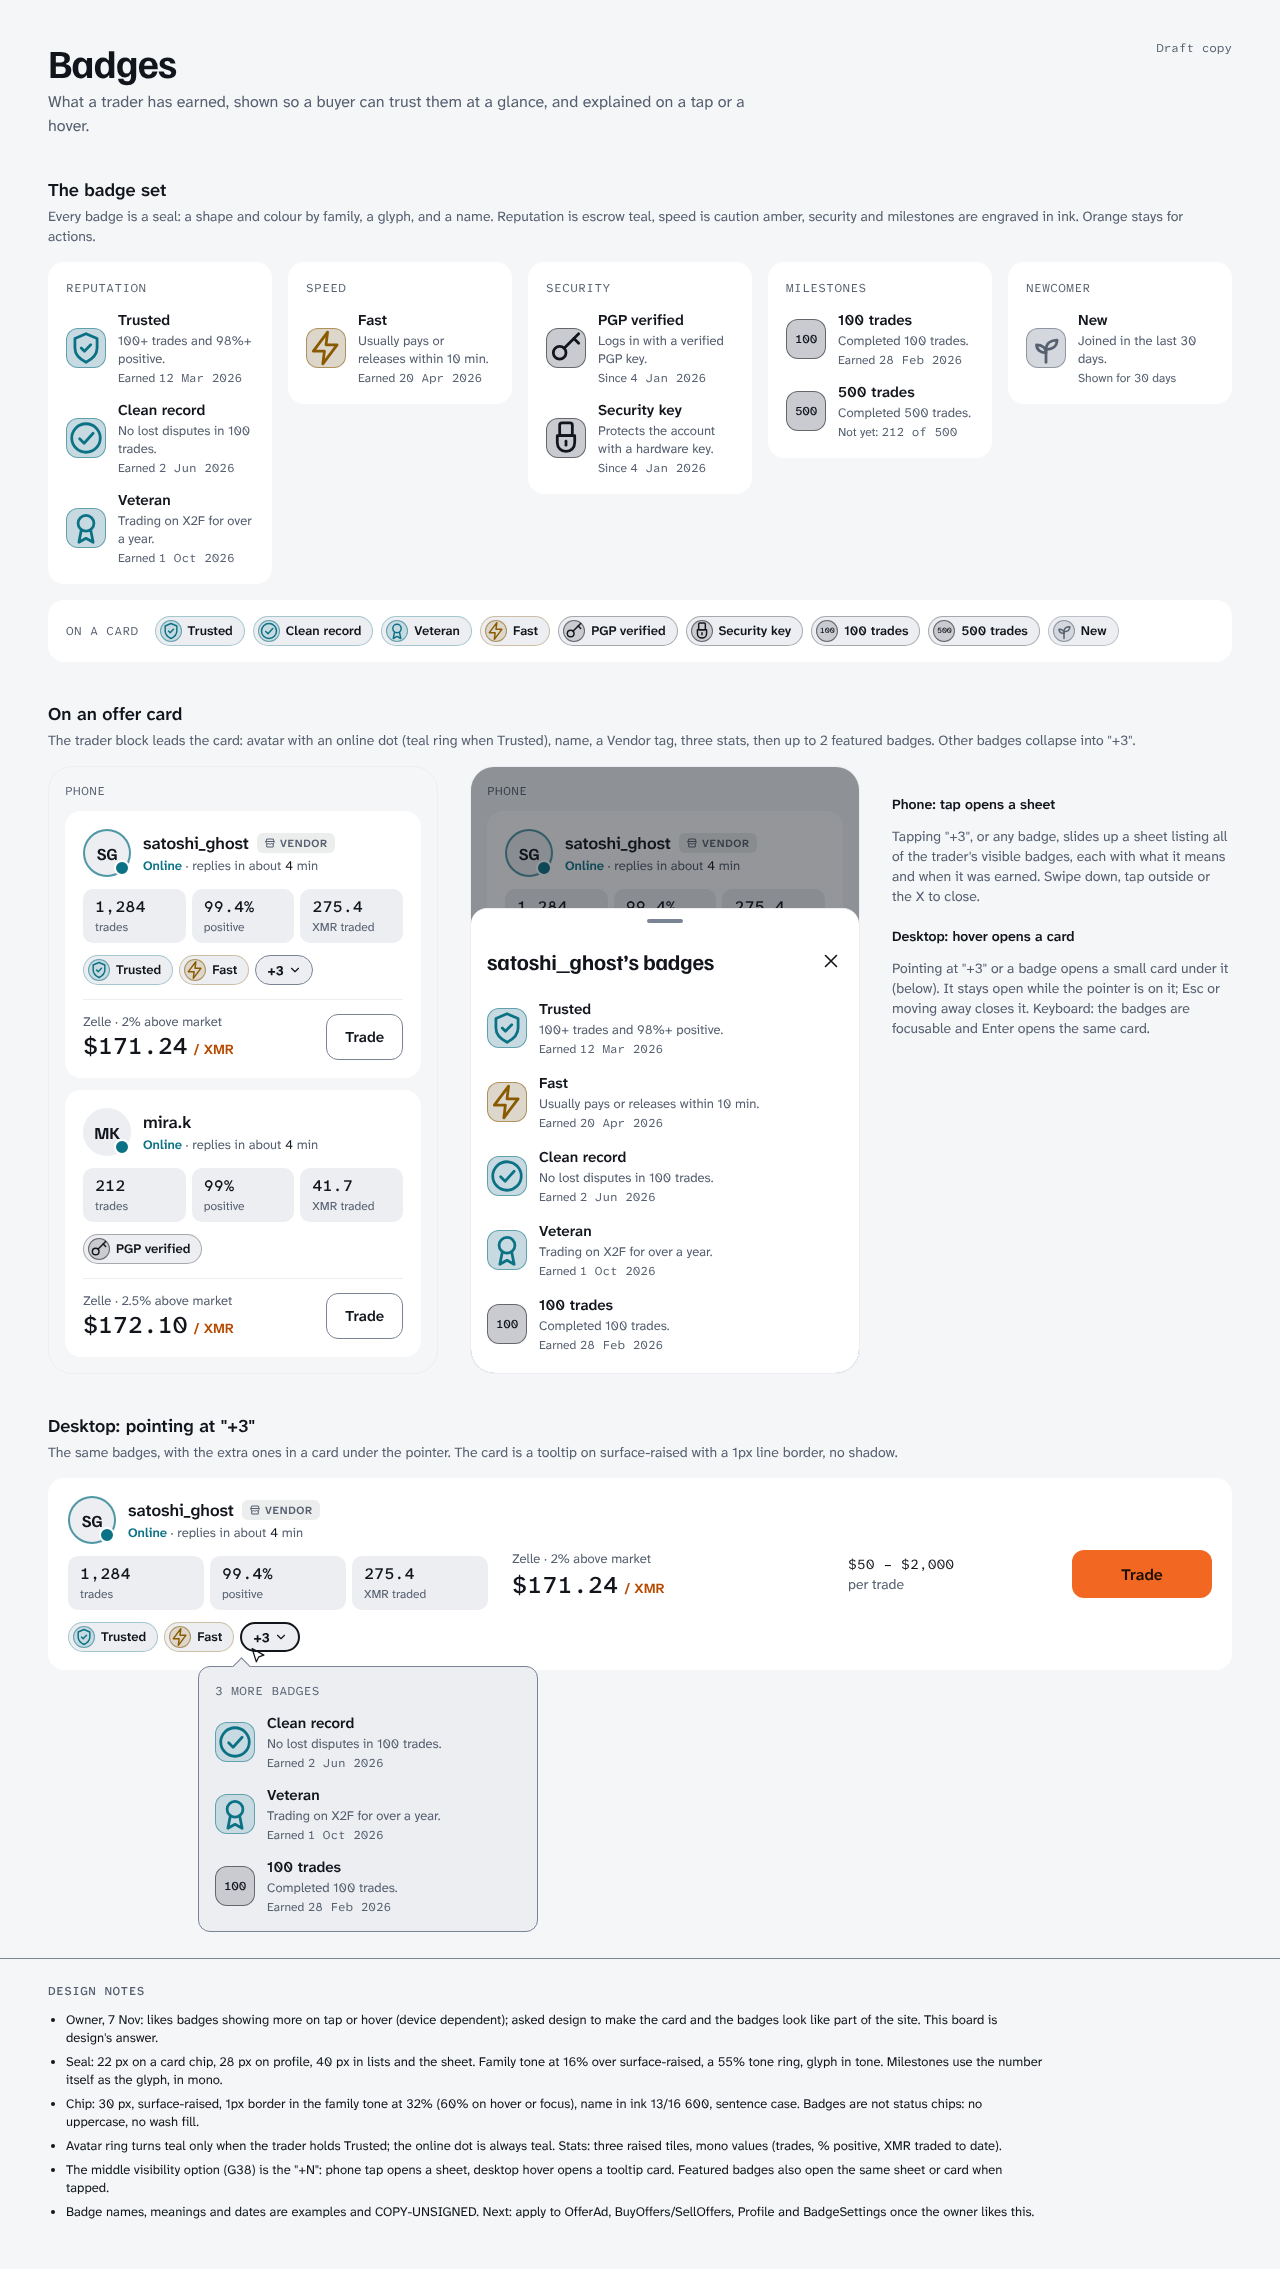 Badges
Draft copy
What a trader has earned, shown so a buyer can trust them at a glance, and explained on a tap or a
hover.
The badge set
Every badge is a seal: a shape and colour by family, a glyph, and a name. Reputation is escrow teal, speed is caution amber, security and milestones are engraved in ink. Orange stays for
actions.
REPUTATION
Trusted
100+ trades and 98%+
positive.
Earned 12 Mar 2026
Clean record
No lost disputes in 100
trades.
Earned 2 Jun 2026
Veteran
Trading on X2F for over
a year.
Earned 1 Oct 2026
SPEED
Fast
Usually pays or
releases within 10 min.
Earned 20 Apr 2026
SECURITY
PGP verified
Logs in with a verified
PGP key.
Since 4 Jan 2026
Security key
Protects the account
with a hardware key.
Since 4 Jan 2026
MILESTONES
100
100 trades
Completed 100 trades.
Earned 28 Feb 2026
500
500 trades
Completed 500 trades.
Not yet: 212 of 500
NEWCOMER
New
Joined in the last 30
days.
Shown for 30 days
ON A CARD Trusted Clean record Veteran Fast PGP verified Security key 100 100 trades 500 500 trades New
On an offer card
The trader block leads the card: avatar with an online dot (teal ring when Trusted), name, a Vendor tag, three stats, then up to 2 featured badges. Other badges collapse into "+3".
PHONE
SG
satoshi_ghost VENDOR
Online · replies in about 4 min
1,284 99.4% 275.4
trades positive XMR traded
Trusted Fast +3
Zelle · 2% above market
$171.24 / XMR
Trade
MK
mira.k
Online · replies in about 4 min
212 99% 41.7
trades positive XMR traded
PGP verified
Zelle · 2.5% above market
$172.10 / XMR
Trade
PHONE
SG
satoshi_ghost VENDOR
Online · replies in about 4 min
1,284 99.4% 275.4
satoshi_ghost's badges
Trusted
100+ trades and 98%+ positive.
Earned 12 Mar 2026
Fast
Usually pays or releases within 10 min.
Earned 20 Apr 2026
Clean record
No lost disputes in 100 trades.
Earned 2 Jun 2026
Veteran
Trading on X2F for over a year.
Earned 1 Oct 2026
100
100 trades
Completed 100 trades.
Earned 28 Feb 2026
Phone: tap opens a sheet
Tapping "+3", or any badge, slides up a sheet listing all
of the trader's visible badges, each with what it means
and when it was earned. Swipe down, tap outside or
the X to close.
Desktop: hover opens a card
Pointing at "+3" or a badge opens a small card under it
(below). It stays open while the pointer is on it; Esc or
moving away closes it. Keyboard: the badges are
focusable and Enter opens the same card.
Desktop: pointing at "+3"
The same badges, with the extra ones in a card under the pointer. The card is a tooltip on surface-raised with a 1px line border, no shadow.
SG
satoshi_ghost VENDOR
Online · replies in about 4 min
1,284 99.4% 275.4
trades positive XMR traded
Trusted Fast +3
Zelle · 2% above market
$171.24 / XMR
$50 – $2,000
per trade
Trade
3 MORE BADGES
Clean record
No lost disputes in 100 trades.
Earned 2 Jun 2026
Veteran
Trading on X2F for over a year.
Earned 1 Oct 2026
100
100 trades
Completed 100 trades.
Earned 28 Feb 2026
DESIGN NOTES
• Owner, 7 Nov: likes badges showing more on tap or hover (device dependent); asked design to make the card and the badges look like part of the site. This board is
design's answer.
• Seal: 22 px on a card chip, 28 px on profile, 40 px in lists and the sheet. Family tone at 16% over surface-raised, a 55% tone ring, glyph in tone. Milestones use the number
itself as the glyph, in mono.
• Chip: 30 px, surface-raised, 1px border in the family tone at 32% (60% on hover or focus), name in ink 13/16 600, sentence case. Badges are not status chips: no
uppercase, no wash fill.
• Avatar ring turns teal only when the trader holds Trusted; the online dot is always teal. Stats: three raised tiles, mono values (trades, % positive, XMR traded to date).
• The middle visibility option (G38) is the "+N": phone tap opens a sheet, desktop hover opens a tooltip card. Featured badges also open the same sheet or card when
tapped.
• Badge names, meanings and dates are examples and COPY-UNSIGNED. Next: apply to OfferAd, BuyOffers/SellOffers, Profile and BadgeSettings once the owner likes this.